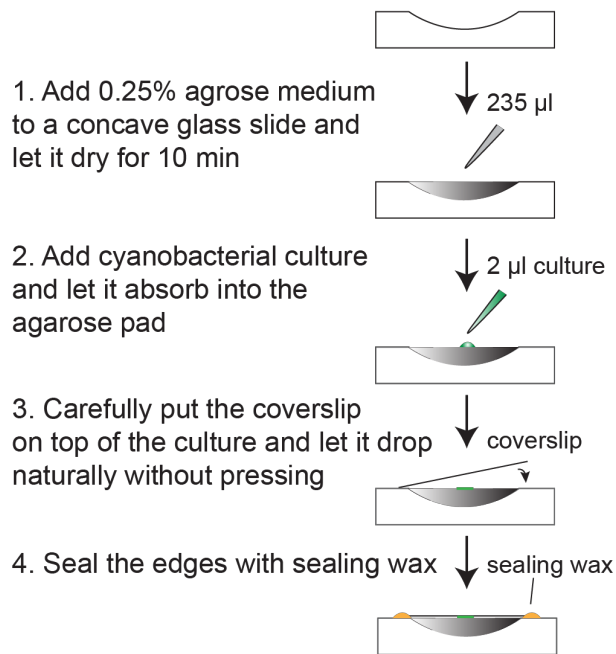 1. Add 0.25% agrose medium
to a concave glass slide and
let it dry for 10 min
235 µl
2. Add cyanobacterial culture
and let it absorb into the
agarose pad
2 µl culture
3. Carefully put the coverslip
on top of the culture and let it drop
naturally without pressing
coverslip
4. Seal the edges with sealing wax
sealing wax